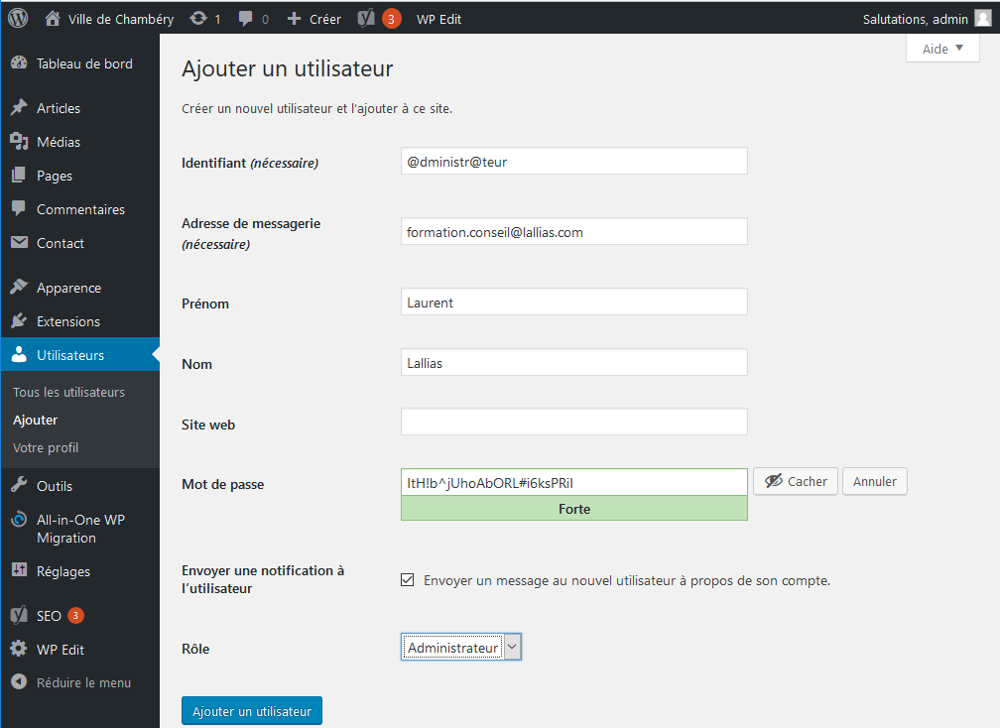 Ville de Chambéry 1 0 Créer 3 WP Edit Salutations, admin
Aide
Tableau de bord
Articles
Médias
Pages
Commentaires
Contact
Apparence
Extensions
Utilisateurs
Tous les utilisateurs
Ajouter
Votre profil
Outils
All-in-One WP
Migration
Réglages
SEO 3
WP Edit
Réduire le menu
Ajouter un utilisateur
Créer un nouvel utilisateur et l'ajouter à ce site.
Identifiant (nécessaire) @dministr@teur
Adresse de messagerie
(nécessaire)
formation.conseil@lallias.com
Prénom Laurent
Nom Lallias
Site web
Mot de passe ItH!b^jUhoAbORL#i6ksPRiI Cacher Annuler
Forte
Envoyer une notification à
l’utilisateur
Envoyer un message au nouvel utilisateur à propos de son compte.
Rôle Administrateur
Ajouter un utilisateur